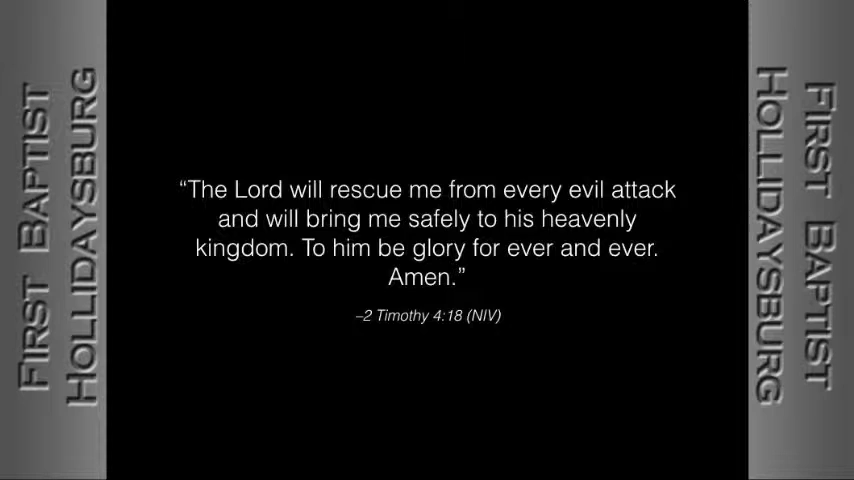 First Baptist
Hollidaysburg
“The Lord will rescue me from every evil attack
and will bring me safely to his heavenly
kingdom. To him be glory for ever and ever.
Amen.”
–2 Timothy 4:18 (NIV)
First Baptist
Hollidaysburg